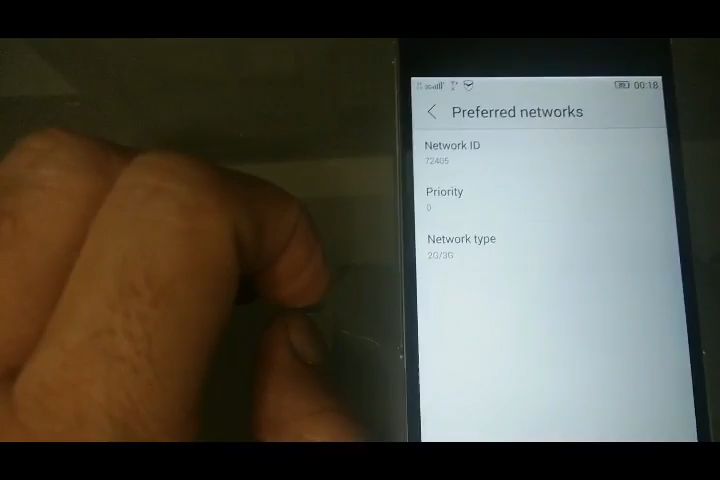 00:18
Preferred networks
Network ID
72405
Priority
0
Network type
2G/3G